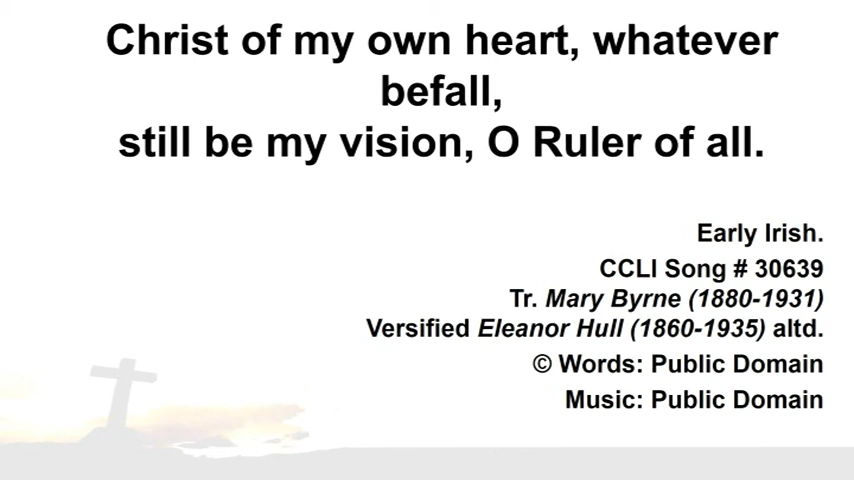 Christ of my own heart, whatever
befall,
still be my vision, O Ruler of all.
Early Irish.
CCLI Song # 30639
Tr. Mary Byrne (1880-1931)
Versified Eleanor Hull (1860-1935) altd.
© Words: Public Domain
Music: Public Domain